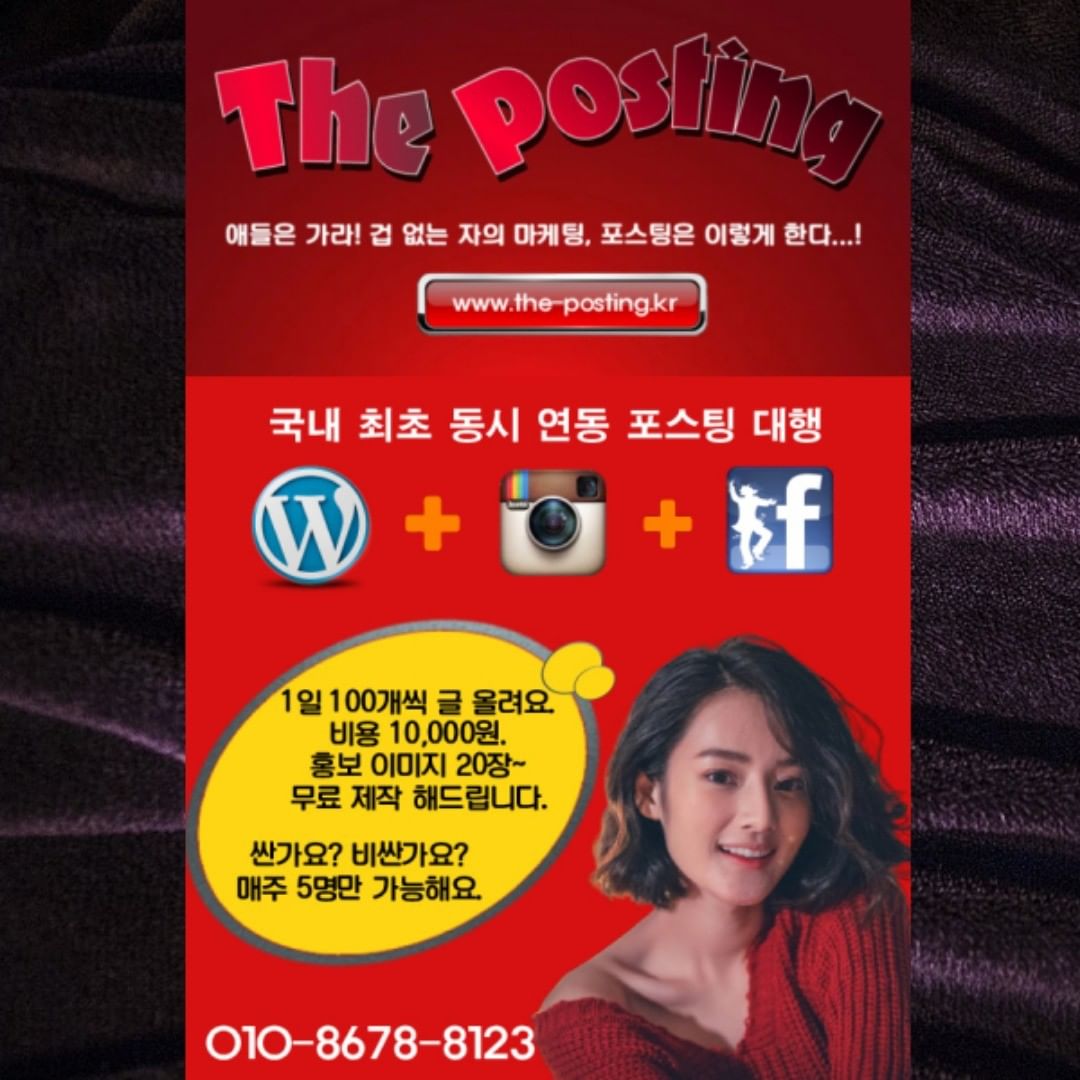 The Posting
애들은 가라! 겁 없는 자의 마케팅, 포스팅은 이렇게 한다...!
www.the-posting.kr
국내 최초 동시 연동 포스팅 대행
W + + f
1일 100개씩 글 올려요.
비용 10,000원.
홍보 이미지 20장~
무료 제작 해드립니다.
싼가요? 비싼가요?
매주 5명만 가능해요.
010-8678-8123